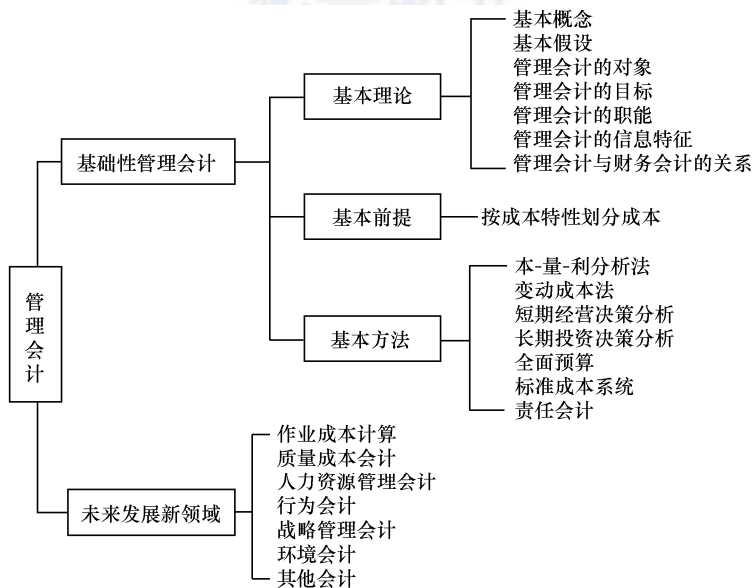 管理会计
基础性管理会计
基本理论
基本概念
基本假设
管理会计的对象
管理会计的目标
管理会计的职能
管理会计的信息特征
管理会计与财务会计的关系
基本前提
按成本特性划分成本
基本方法
本-量-利分析法
变动成本法
短期经营决策分析
长期投资决策分析
全面预算
标准成本系统
责任会计
未来发展新领域
作业成本计算
质量成本会计
人力资源管理会计
行为会计
战略管理会计
环境会计
其他会计